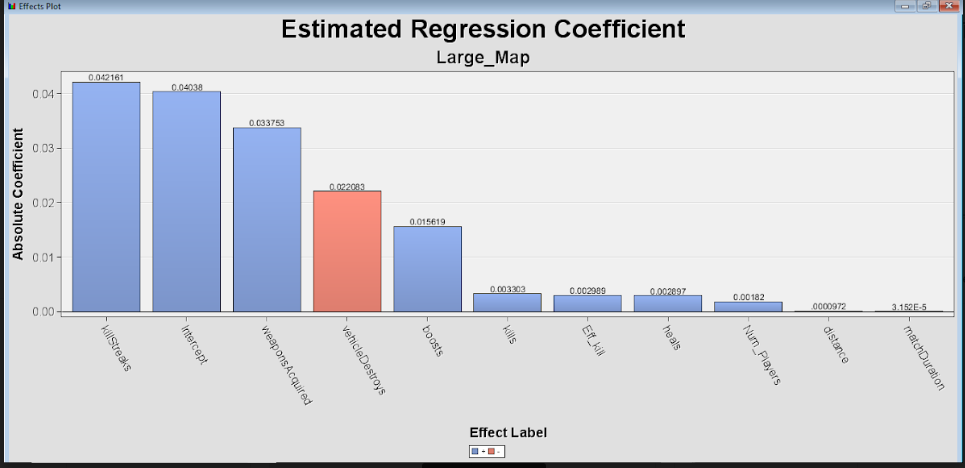 Effects Plot
Estimated Regression Coefficient
Large_Map
Absolute Coefficient
0.04
0.03
0.02
0.01
0.00
0.042161
0.04038
0.033753
0.022083
0.015619
0.003303
0.002989
0.002897
0.00182
.0000972
3.152E-5
killStreaks
Intercept
weaponsAcquired
vehicleDestroys
boosts
kills
Eff_kill
heals
Num_Players
distance
matchDuration
Effect Label
+ -